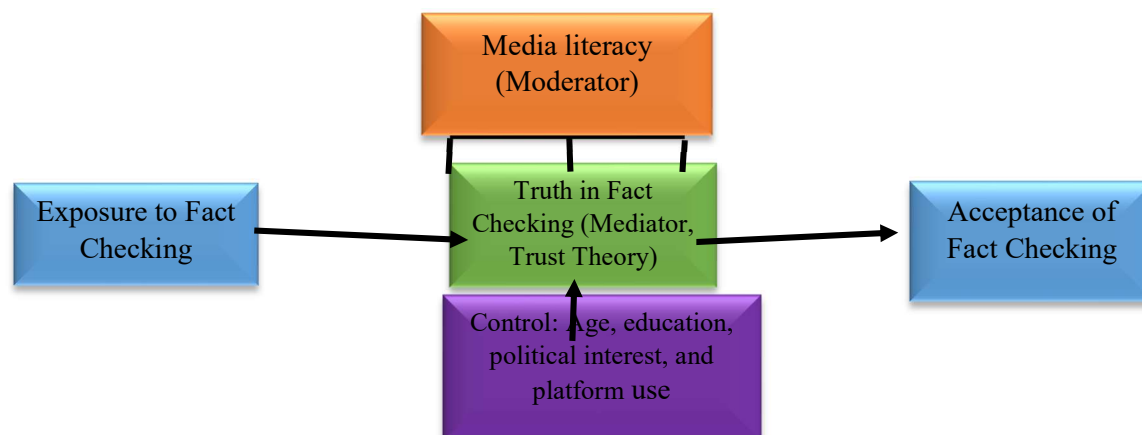 Media literacy
(Moderator)
Exposure to Fact
Checking
Truth in Fact
Checking (Mediator,
Trust Theory)
Acceptance of
Fact Checking
Control: Age, education,
political interest, and
platform use